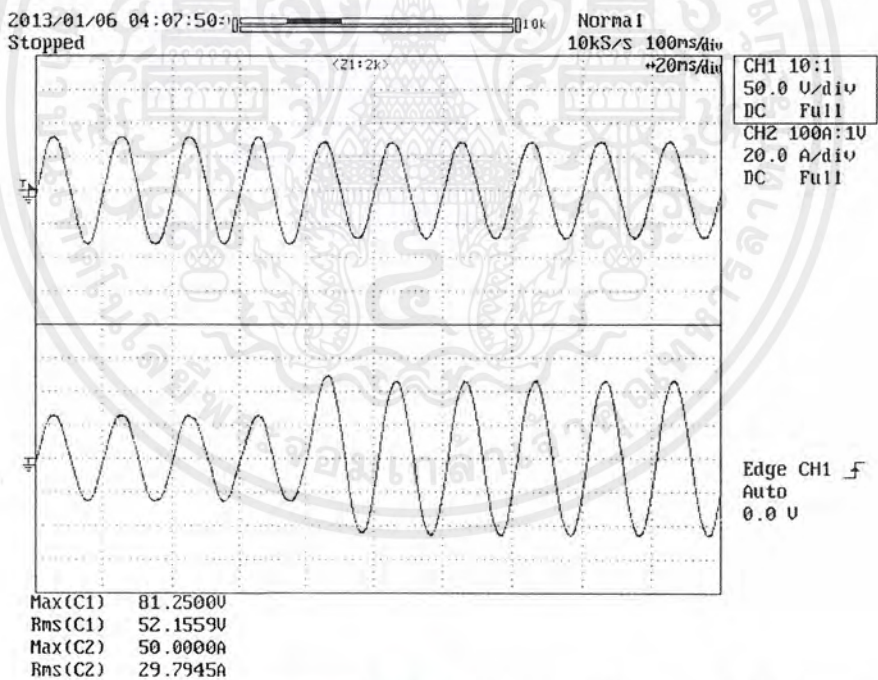 2013/01/06 04:07:50
Stopped
10k
Normal
10kS/s 100ms/div
<Z1:2k>
↔20ms/div
CH1 10:1
50.0 V/div
DC Full
CH2 100A:1V
20.0 A/div
DC Full
Edge CH1
Auto
0.0 V
Max(C1) 81.2500V
Rms(C1) 52.1559V
Max(C2) 50.0000A
Rms(C2) 29.7945A